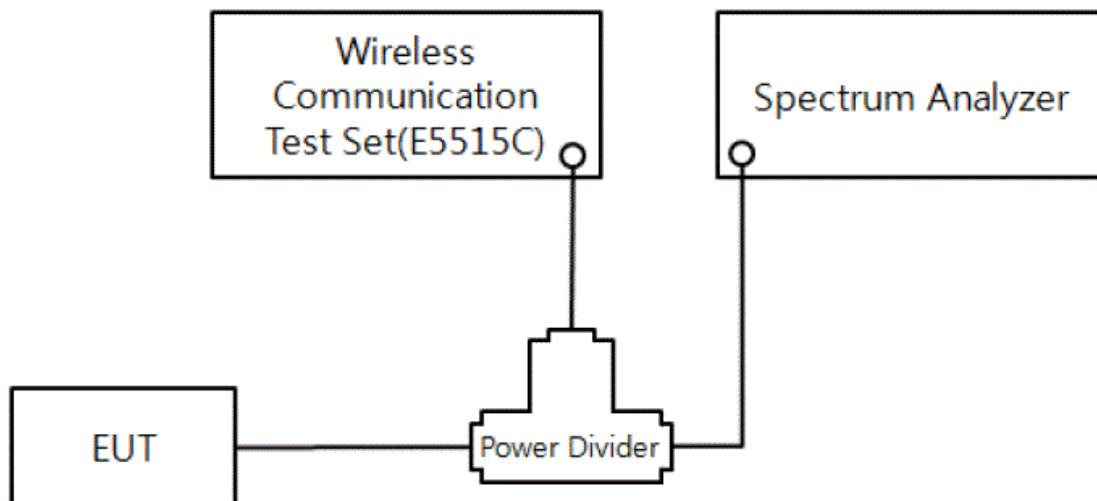 Wireless
Communication
Test Set(E5515C)
Spectrum Analyzer
EUT
Power Divider